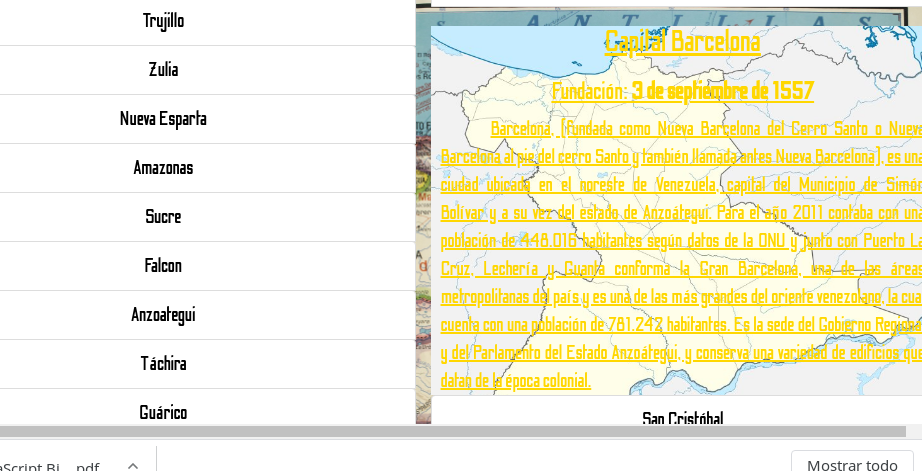 Trujillo
Zulia
Nueva Esparta
Amazonas
Sucre
Falcon
Anzoategui
Táchira
Guárico
A N T I L L A S
Capital Barcelona
Fundación: 3 de septiembre de 1557
Barcelona, (fundada como Nueva Barcelona del Cerro Santo o Nueva
Barcelona al pie del cerro Santo y también llamada antes Nueva Barcelona), es una
ciudad ubicada en el noreste de Venezuela, capital del Municipio de Simón
Bolívar y a su vez del estado de Anzoátegui. Para el año 2011 contaba con una
población de 448.016 habitantes según datos de la ONU y junto con Puerto La
Cruz, Lechería y Guanta conforma la Gran Barcelona, una de las áreas
metropolitanas del país y es una de las más grandes del oriente venezolano, la cual
cuenta con una población de 781.242 habitantes. Es la sede del Gobierno Regional
y del Parlamento del Estado Anzoátegui, y conserva una variedad de edificios que
datan de la época colonial.
San Cristóbal
aScript Bi....pdf
Mostrar todo